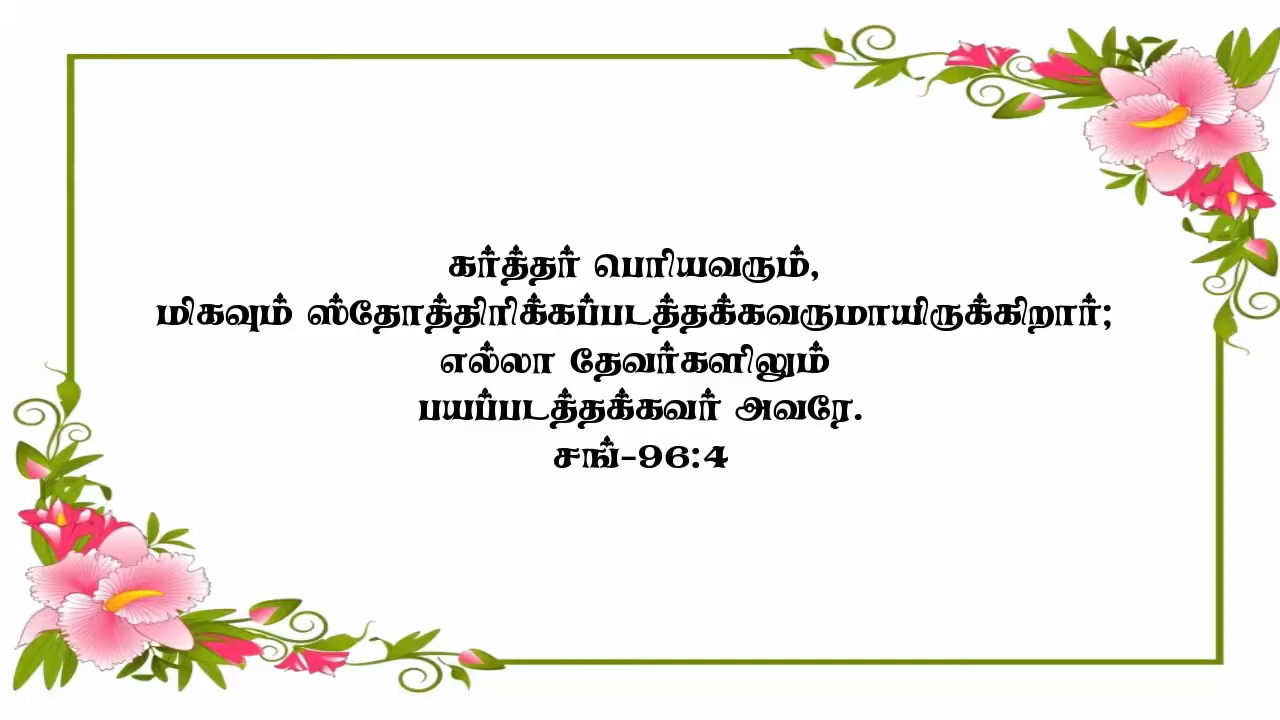 கர்த்தர் பெரியவரும்,
மிகவும் ஸ்தோத்திரிக்கப்படத்தக்கவருமாயிருக்கிறார்;
எல்லா தேவர்களிலும்
பயப்படத்தக்கவர் அவரே.
சங்-96:4